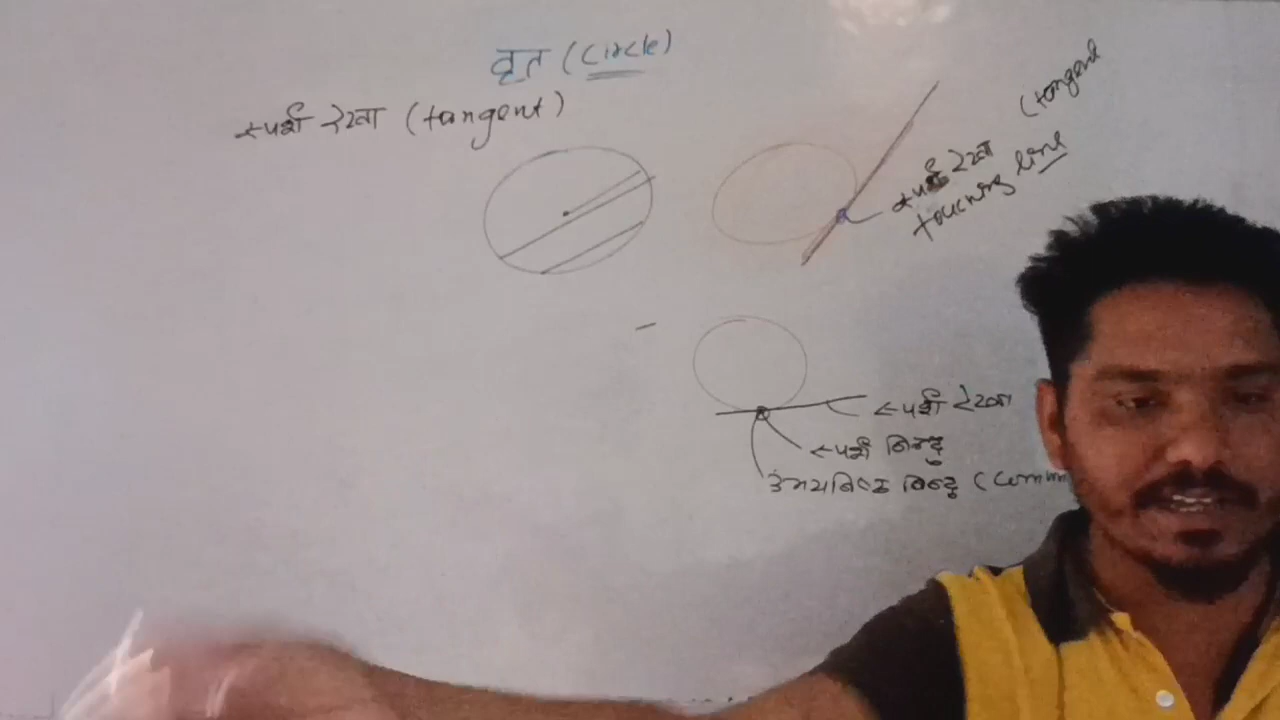 वृत (Circle)
स्पर्श रेखा (tangent)
(tangent
स्पर्श रेखा
touching line
स्पर्श रेखा
स्पर्श बिन्दु
उभयनिष्ठ बिन्दु (Comm